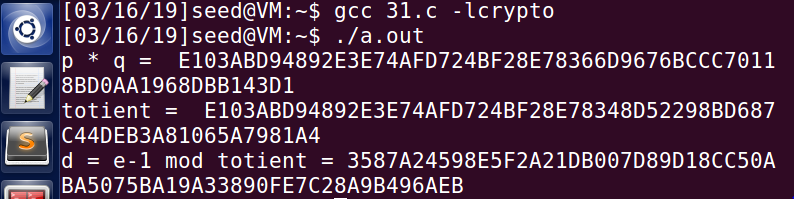 [03/16/19]seed@VM:~$ gcc 31.c -lcrypto
[03/16/19]seed@VM:~$ ./a.out
p * q =  E103ABD94892E3E74AFD724BF28E78366D9676BCCC7011
8BD0AA1968DBB143D1
totient =  E103ABD94892E3E74AFD724BF28E78348D52298BD687
C44DEB3A81065A7981A4
d = e-1 mod totient = 3587A24598E5F2A21DB007D89D18CC50A
BA5075BA19A33890FE7C28A9B496AEB